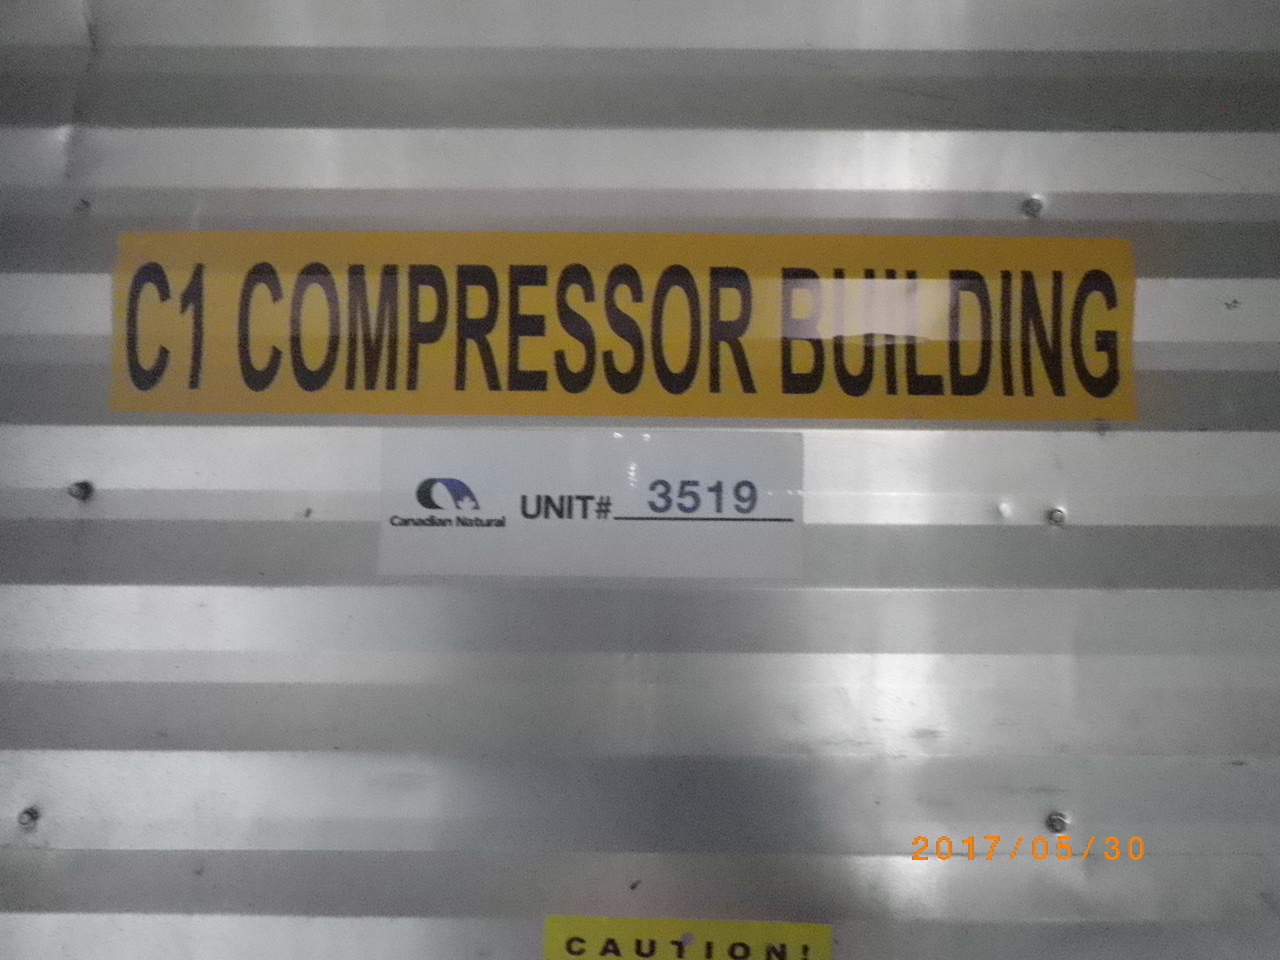 C1 COMPRESSOR BUILDING
Canadian Natural
UNIT# 3519
2017/05/30
CAUTION!